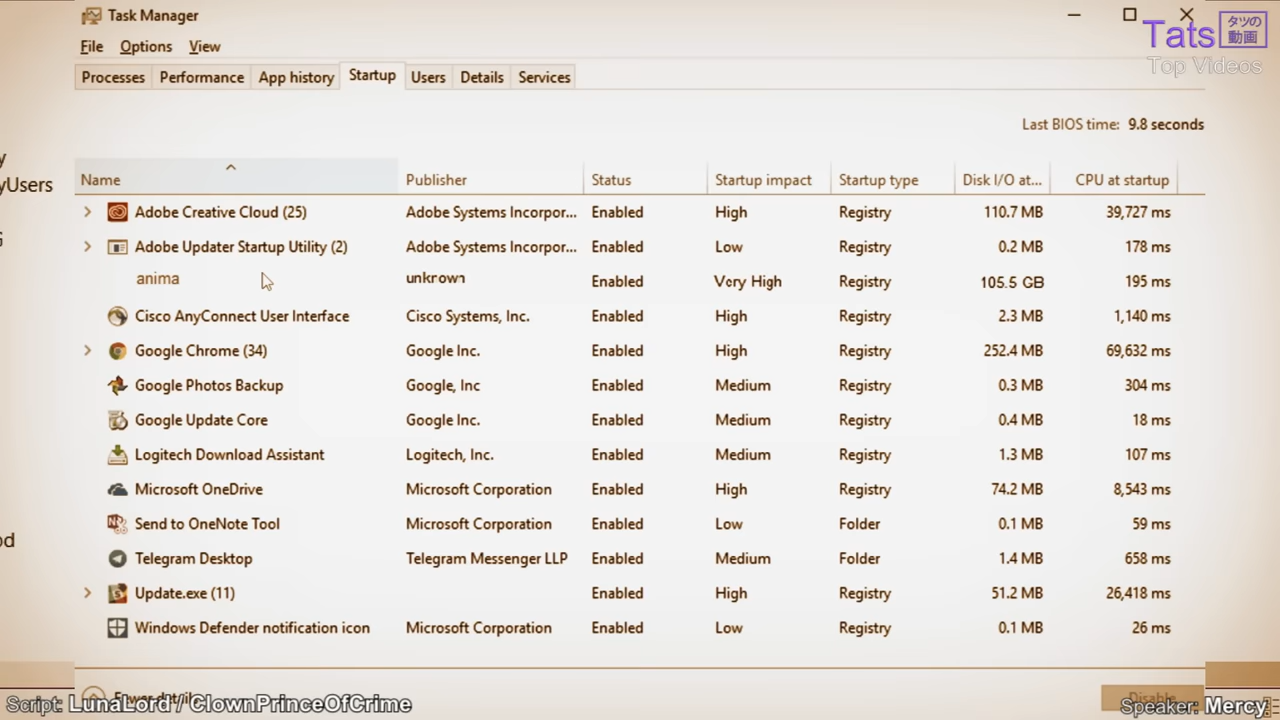 Task Manager
Tats タツの動画
Top Videos
File Options View
Processes Performance App history Startup Users Details Services
Last BIOS time: 9.8 seconds
yUsers
Name Publisher Status Startup impact Startup type Disk I/O at... CPU at startup
Adobe Creative Cloud (25) Adobe Systems Incorpor... Enabled High Registry 110.7 MB 39,727 ms
Adobe Updater Startup Utility (2) Adobe Systems Incorpor... Enabled Low Registry 0.2 MB 178 ms
anima unkrown Enabled Very High Registry 105.5 GB 195 ms
Cisco AnyConnect User Interface Cisco Systems, Inc. Enabled High Registry 2.3 MB 1,140 ms
Google Chrome (34) Google Inc. Enabled High Registry 252.4 MB 69,632 ms
Google Photos Backup Google, Inc Enabled Medium Registry 0.3 MB 304 ms
Google Update Core Google Inc. Enabled Medium Registry 0.4 MB 18 ms
Logitech Download Assistant Logitech, Inc. Enabled Medium Registry 1.3 MB 107 ms
Microsoft OneDrive Microsoft Corporation Enabled High Registry 74.2 MB 8,543 ms
Send to OneNote Tool Microsoft Corporation Enabled Low Folder 0.1 MB 59 ms
Telegram Desktop Telegram Messenger LLP Enabled Medium Folder 1.4 MB 658 ms
Update.exe (11) Enabled High Registry 51.2 MB 26,418 ms
Windows Defender notification icon Microsoft Corporation Enabled Low Registry 0.1 MB 26 ms
Fewer details Disable
Script: LunaLord / ClownPrinceOfCrime Speaker: Mercy